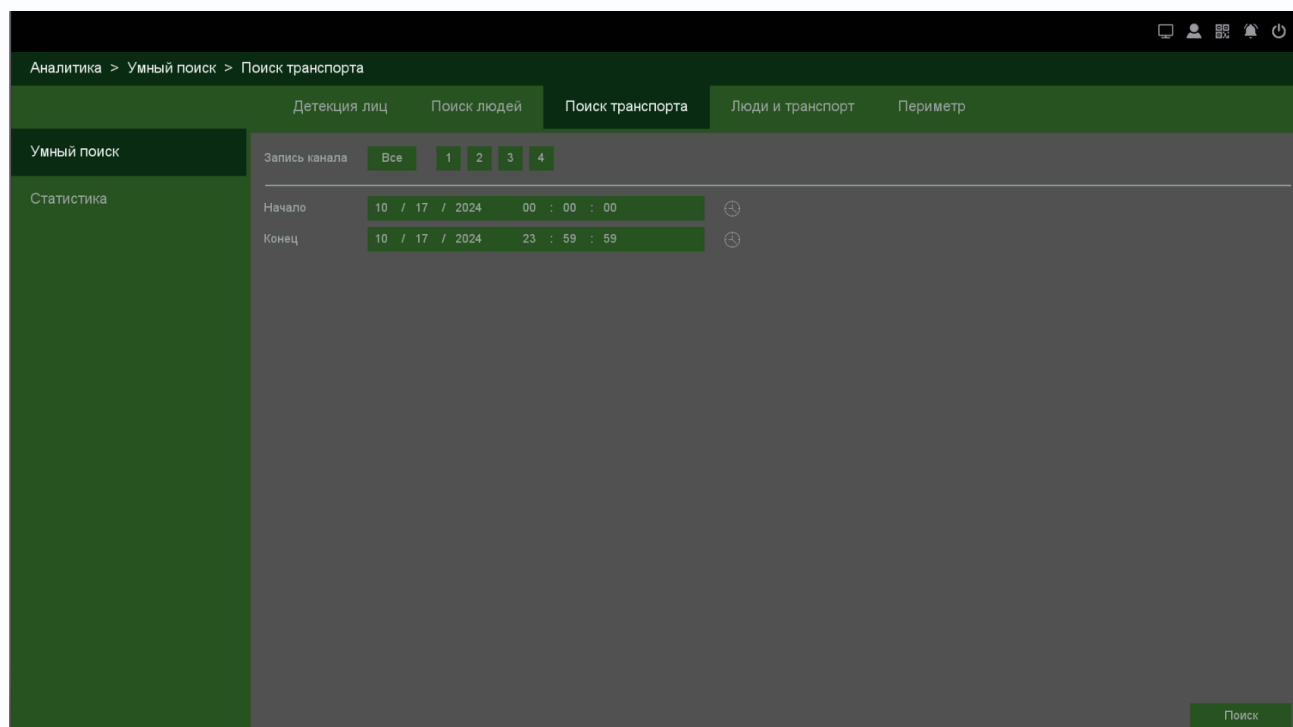 Аналитика > Умный поиск > Поиск транспорта
Детекция лиц Поиск людей Поиск транспорта Люди и транспорт Периметр
Умный поиск
Статистика
Запись канала Все 1 2 3 4
Начало 10 / 17 / 2024 00 : 00 : 00
Конец 10 / 17 / 2024 23 : 59 : 59
Поиск